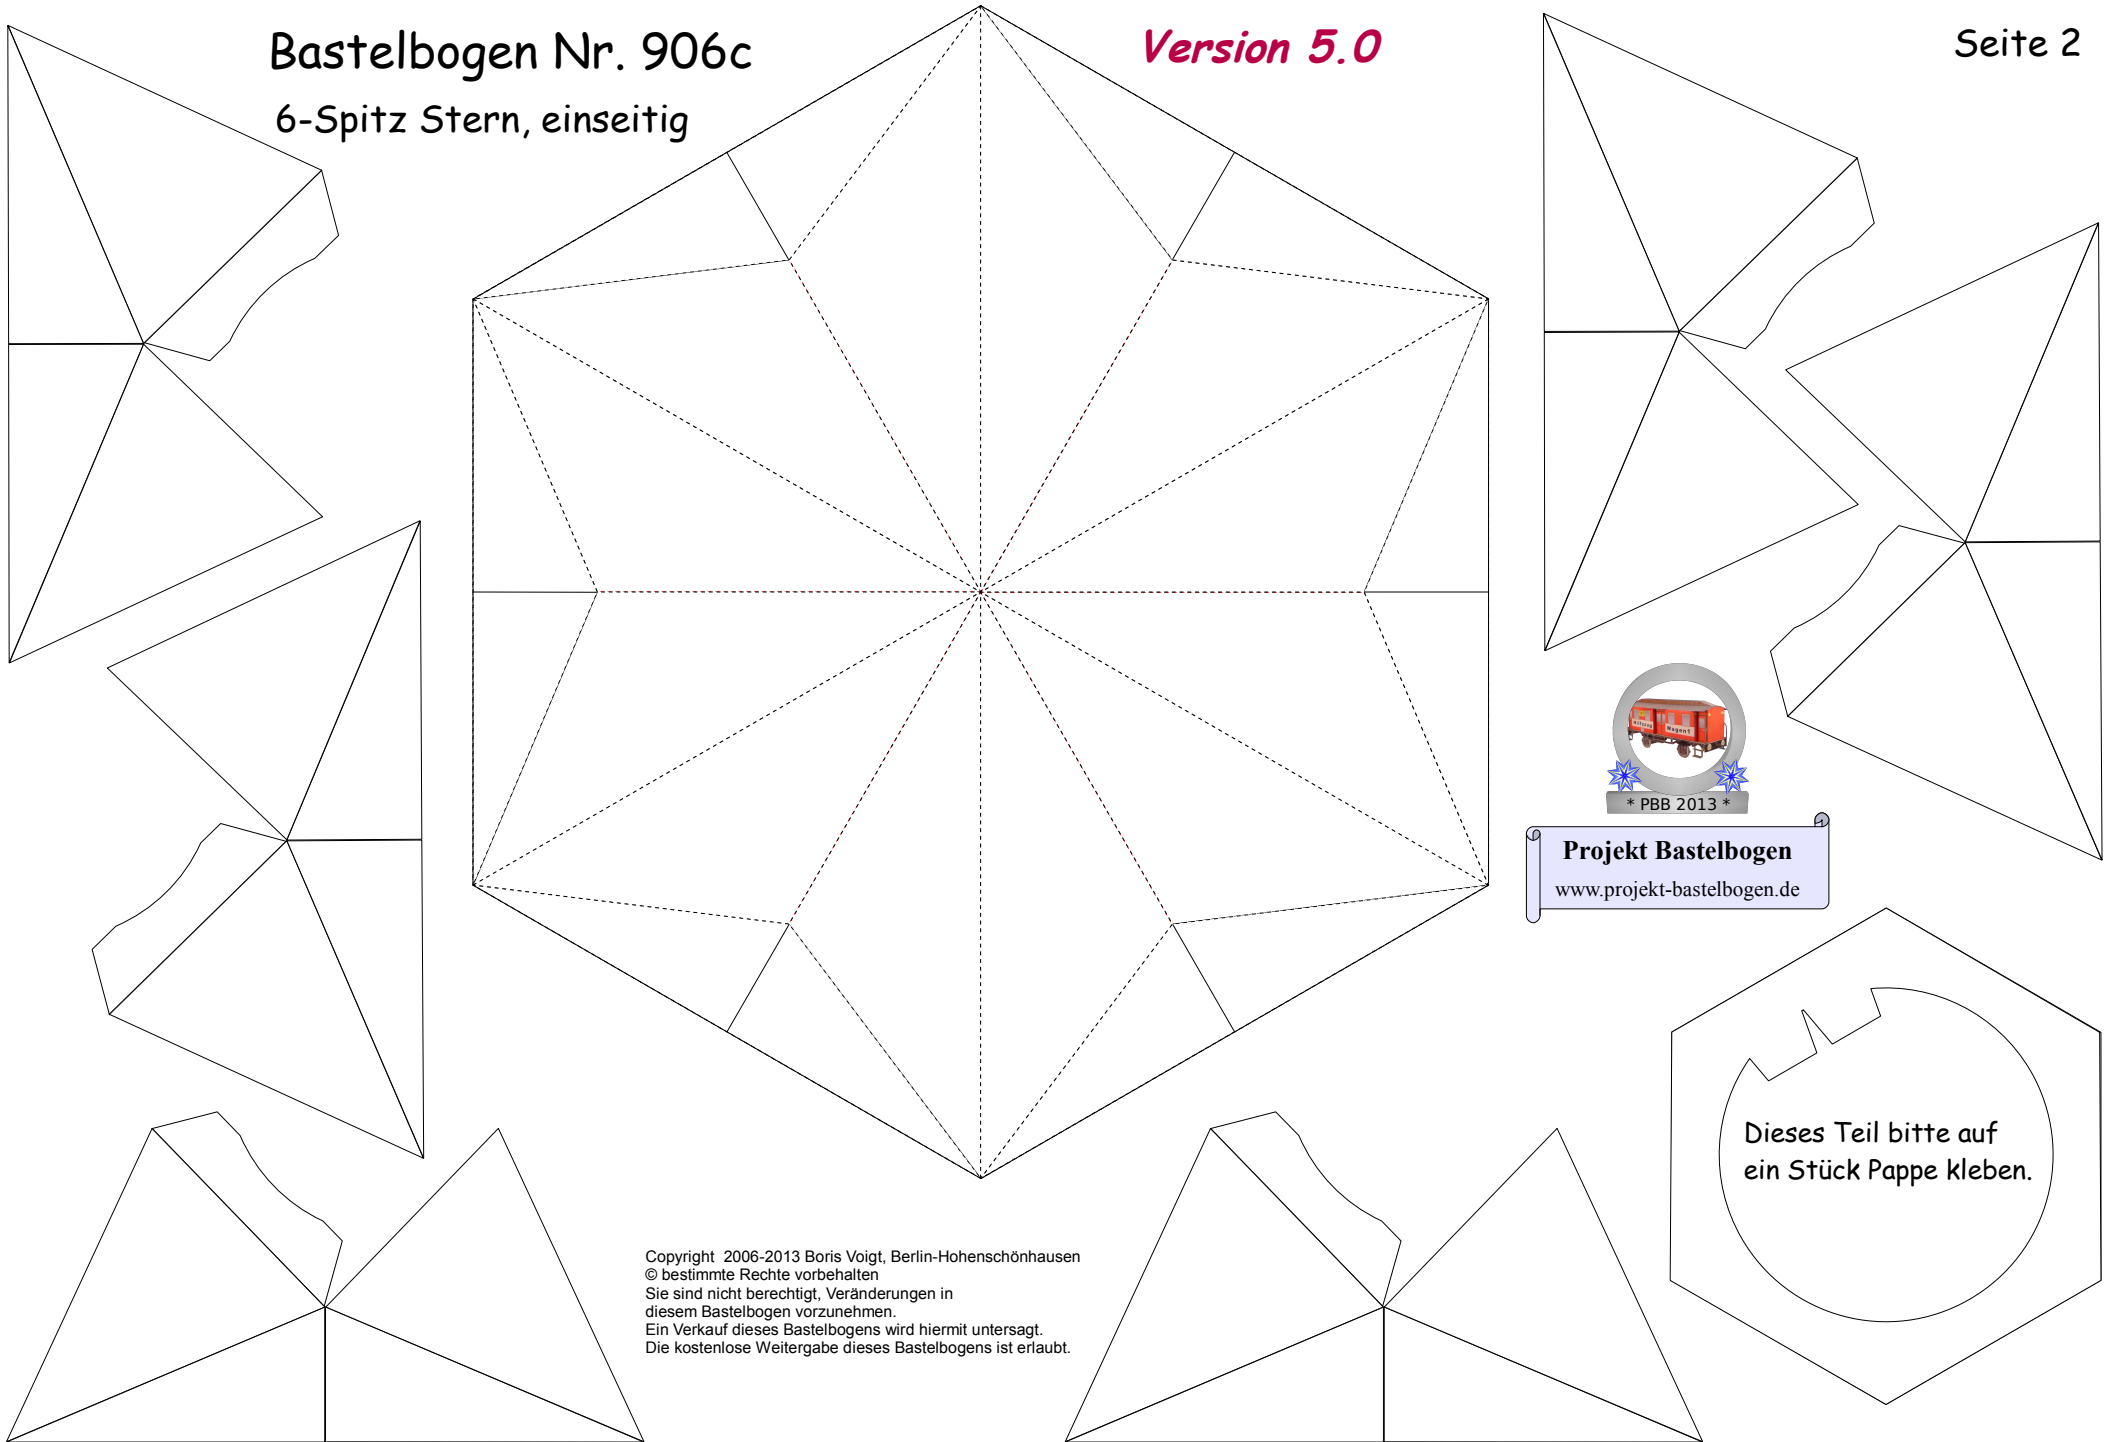 Bastelbogen Nr. 906c
6-Spitz Stern, einseitig
Version 5.0
Seite 2
Hilfszug
Wagen 1
* PBB 2013 *
Projekt Bastelbogen
www.projekt-bastelbogen.de
Dieses Teil bitte auf
ein Stück Pappe kleben.
Copyright  2006-2013 Boris Voigt, Berlin-Hohenschönhausen
© bestimmte Rechte vorbehalten
Sie sind nicht berechtigt, Veränderungen in
diesem Bastelbogen vorzunehmen.
Ein Verkauf dieses Bastelbogens wird hiermit untersagt.
Die kostenlose Weitergabe dieses Bastelbogens ist erlaubt.